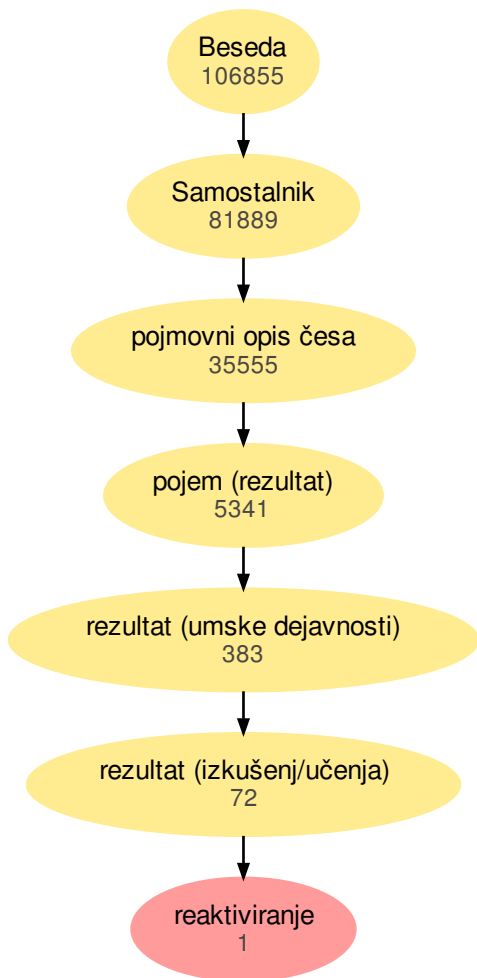 Beseda
106855
Samostalnik
81889
pojmovni opis česa
35555
pojem (rezultat)
5341
rezultat (umske dejavnosti)
383
rezultat (izkušenj/učenja)
72
reaktiviranje
1